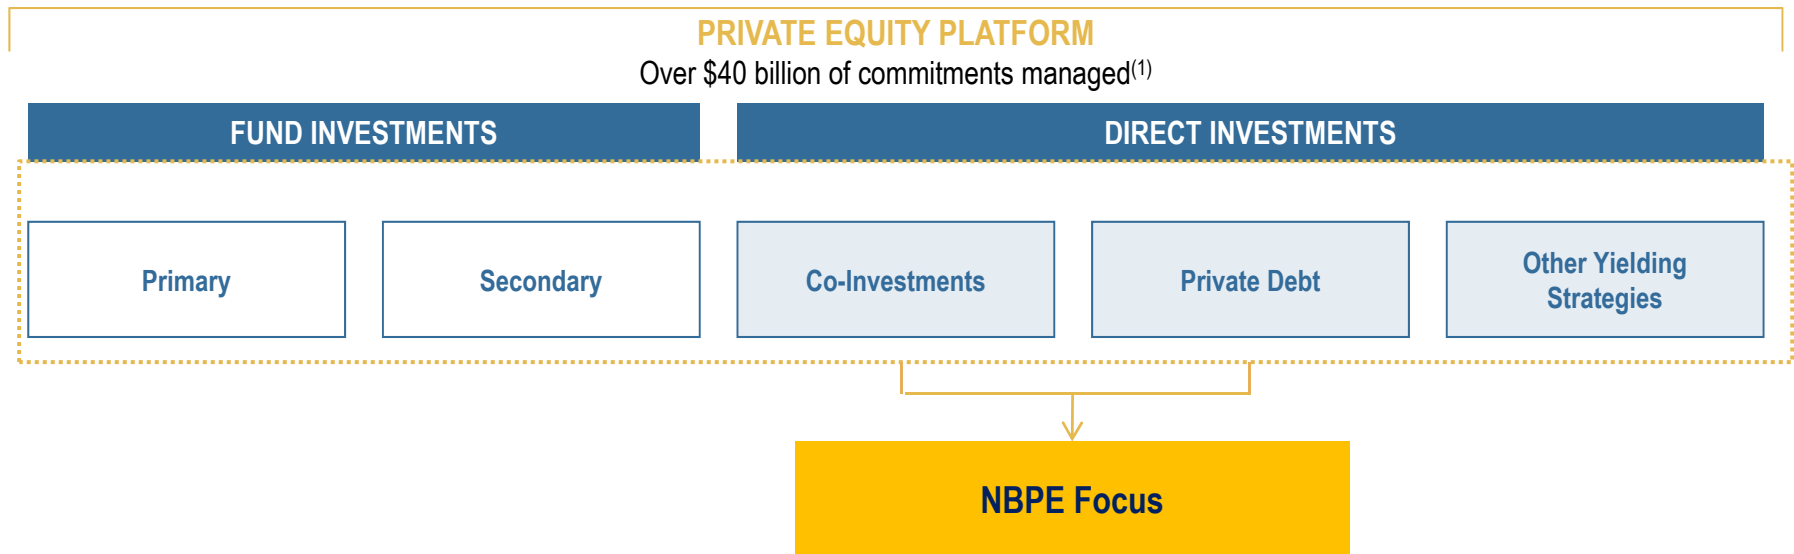 PRIVATE EQUITY PLATFORM
Over $40 billion of commitments managed(1)
FUND INVESTMENTS
DIRECT INVESTMENTS
Primary
Secondary
Co-Investments
Private Debt
Other Yielding
Strategies
NBPE Focus